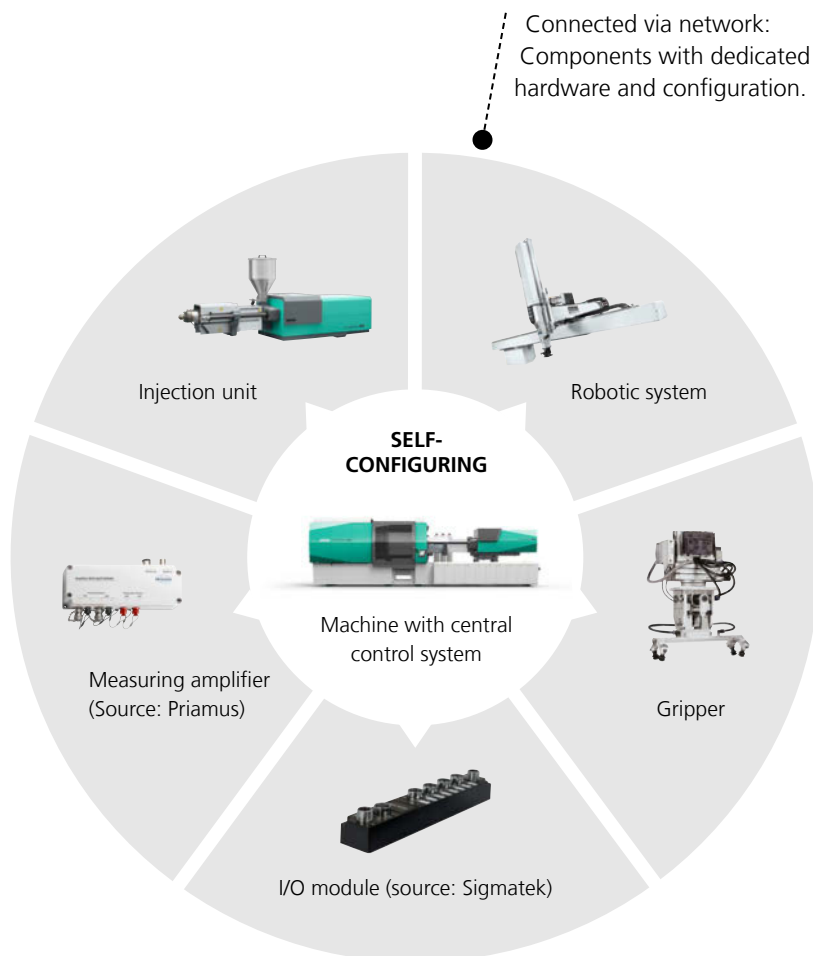 Connected via network:
Components with dedicated
hardware and configuration.
Injection unit
Robotic system
SELF-
CONFIGURING
Machine with central
control system
Measuring amplifier
(Source: Priamus)
Gripper
I/O module (source: Sigmatek)